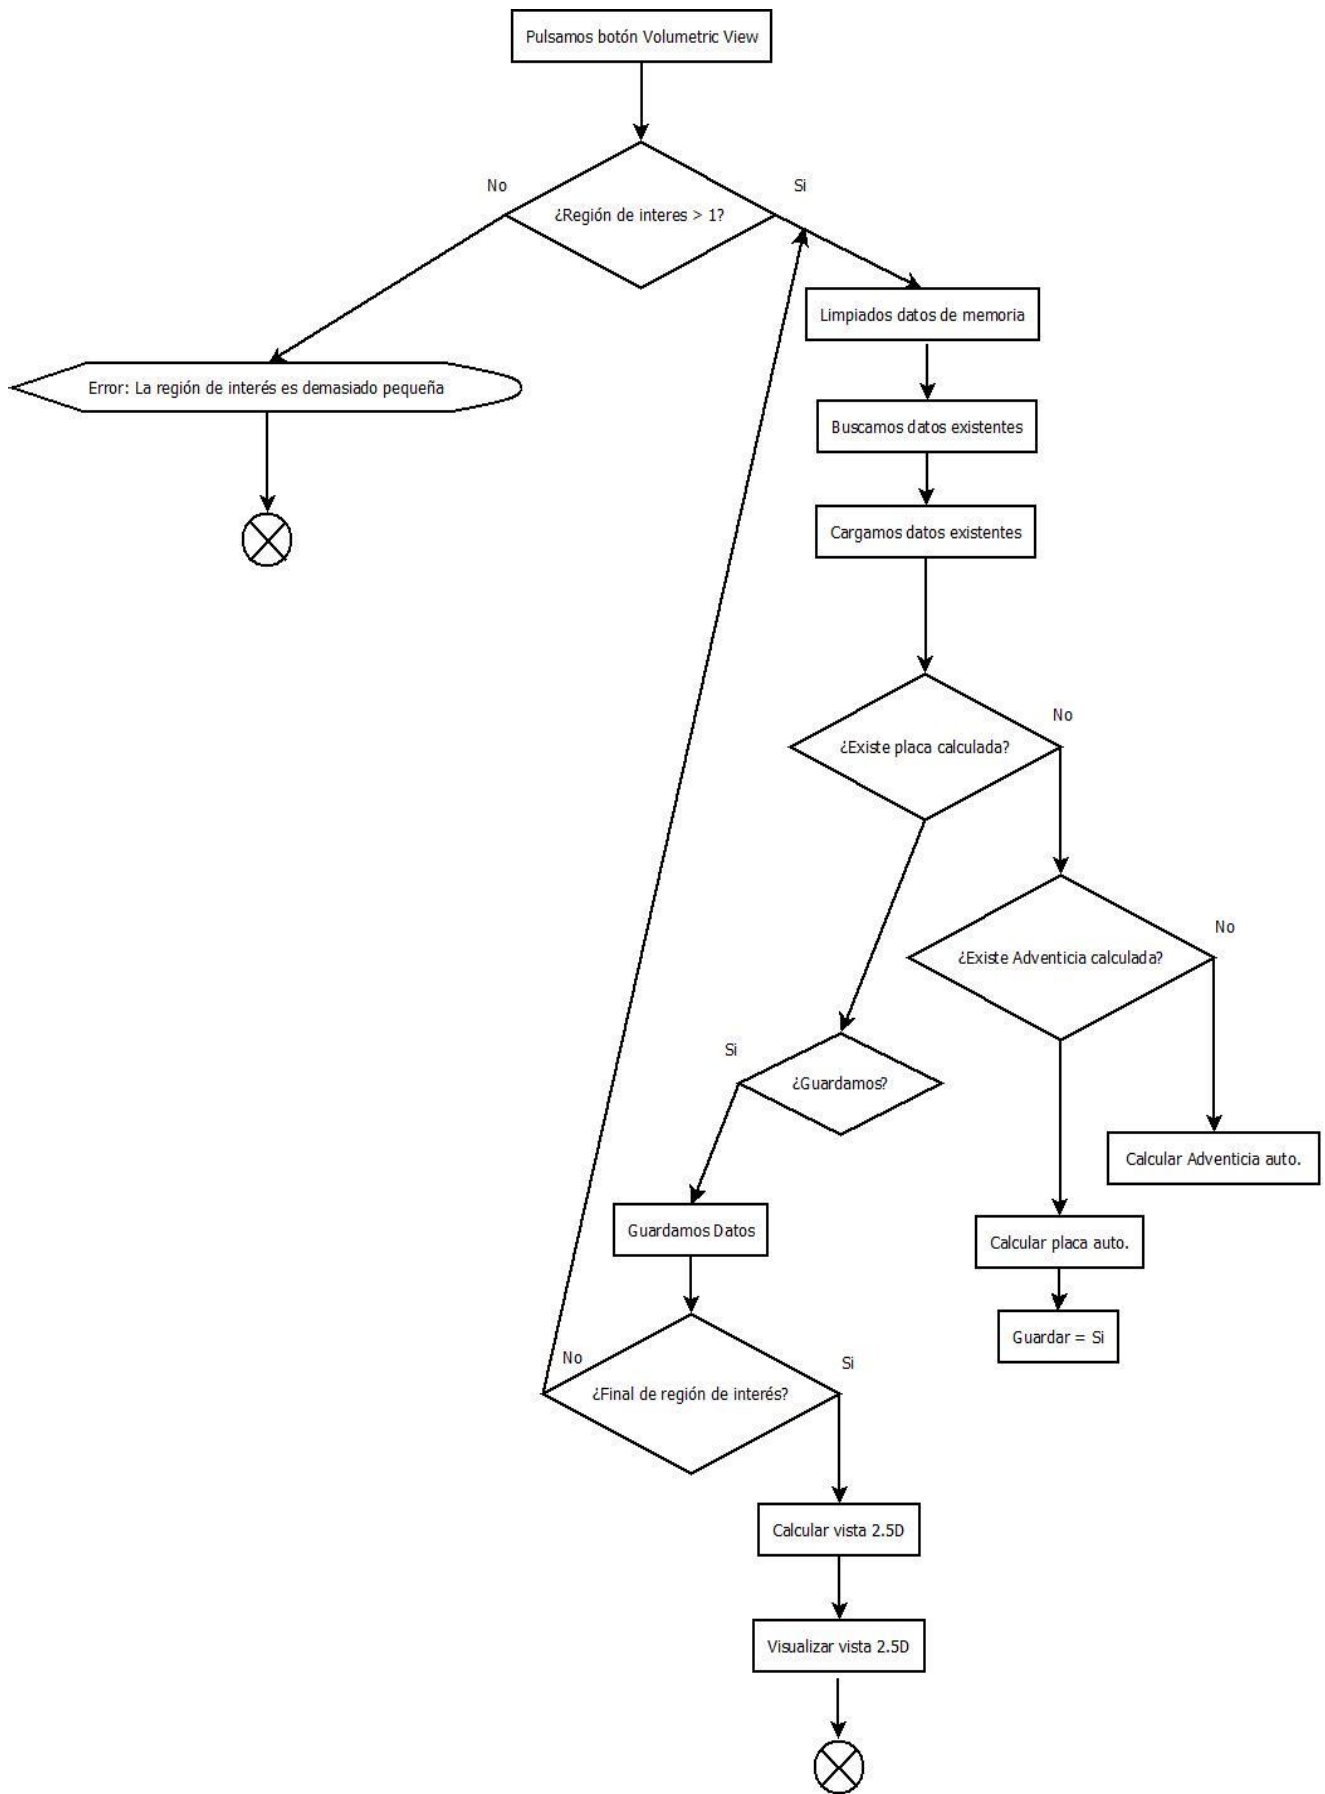 Pulsamos botón Volumetric View
No
Si
¿Región de interes > 1?
Limpiados datos de memoria
Error: La región de interés es demasiado pequeña
Buscamos datos existentes
Cargamos datos existentes
No
¿Existe placa calculada?
No
¿Existe Adventicia calculada?
Si
¿Guardamos?
Calcular Adventicia auto.
Guardamos Datos
Calcular placa auto.
Guardar = Si
No
Si
¿Final de región de interés?
Calcular vista 2.5D
Visualizar vista 2.5D